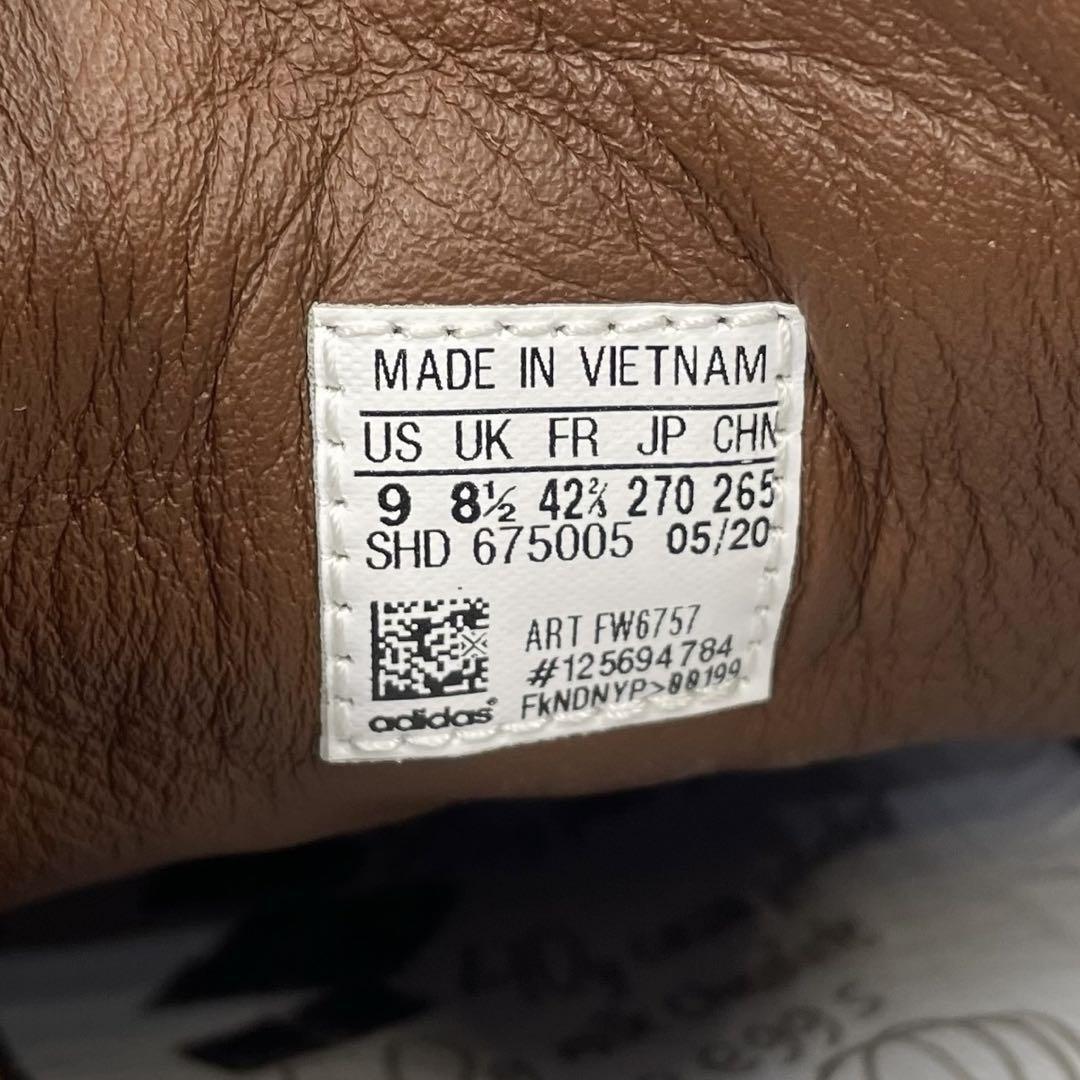 MADE IN VIETNAM
US UK FR JP CHN
9 8½ 42⅔ 270 265
SHD 675005 05/20
ART FW6757
#125694784
FkNDNYP>00199
adidas®